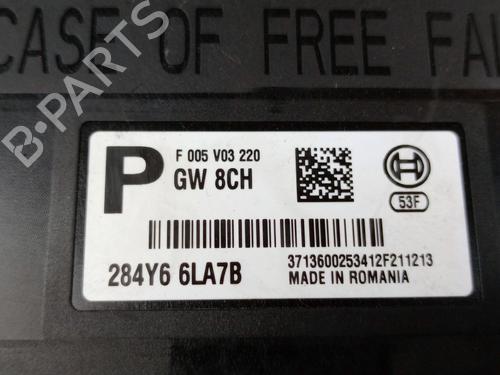 CASE OF FREE FA
P
F 005 V03 220
GW 8CH
53F
284Y6 6LA7B
3713600253412F211213
MADE IN ROMANIA
B-PARTS